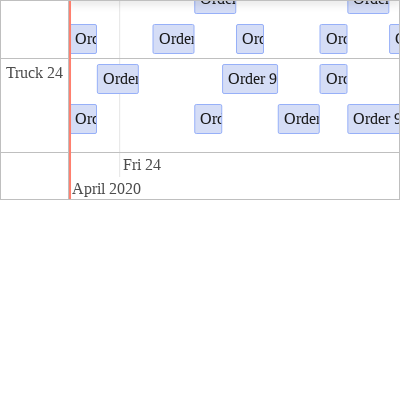 Order
Order
Orc Order Orc Orc
Truck 24
Order Order 9 Orc
Orc Orc Order Order 9
Fri 24
April 2020